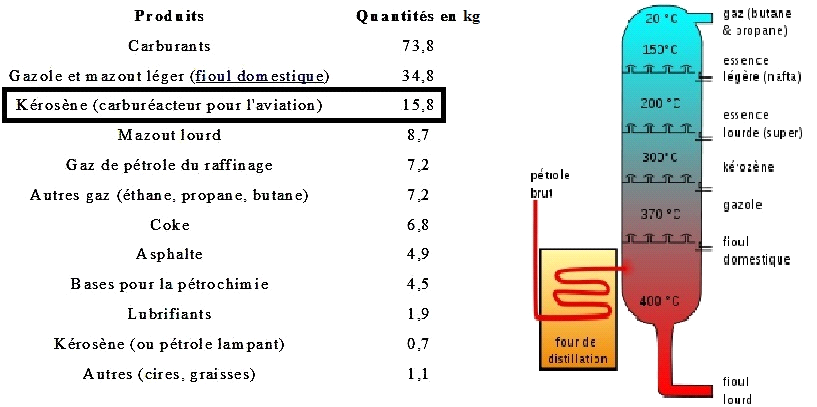 Produits Quantités en kg
Carburants 73,8
Gazole et mazout léger (fioul domestique) 34,8
Kérosène (carburéacteur pour l'aviation) 15,8
Mazout lourd 8,7
Gaz de pétrole du raffinage 7,2
Autres gaz (éthane, propane, butane) 7,2
Coke 6,8
Asphalte 4,9
Bases pour la pétrochimie 4,5
Lubrifiants 1,9
Kérosène (ou pétrole lampant) 0,7
Autres (cires, graisses) 1,1
pétrole
brut
four de
distillation
20 °C
150°C
200 °C
300°C
370 °C
400 °C
gaz (butane
& propane)
essence
légère (nafta)
essence
lourde (super)
kérozène
gazole
fioul
domestique
fioul
lourd